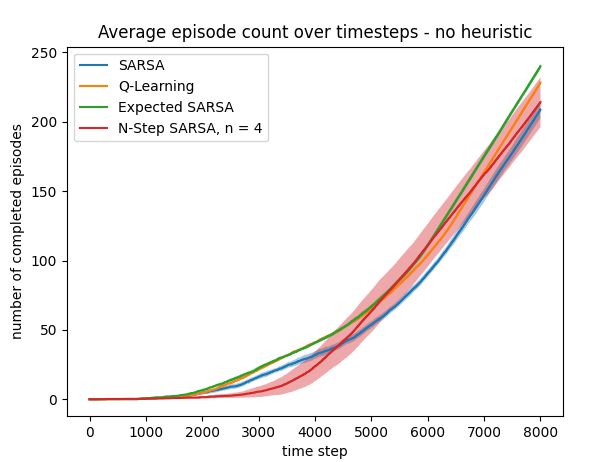 Average episode count over timesteps - no heuristic
250
200
150
100
50
0
number of completed episodes
SARSA
Q-Learning
Expected SARSA
N-Step SARSA, n = 4
0 1000 2000 3000 4000 5000 6000 7000 8000
time step